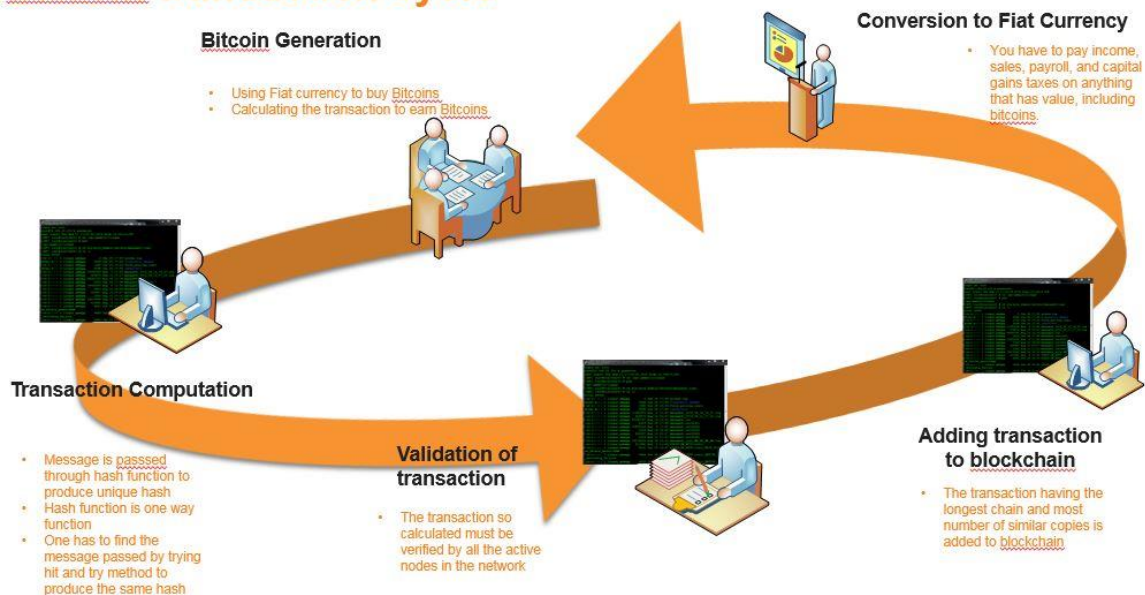 Bitcoin Generation
• Using Fiat currency to buy Bitcoins
• Calculating the transaction to earn Bitcoins
Conversion to Fiat Currency
• You have to pay income,
sales, payroll, and capital
gains taxes on anything
that has value, including
bitcoins.
Transaction Computation
• Message is passsed
through hash function to
produce unique hash
• Hash function is one way
function
• One has to find the
message passed by trying
hit and try method to
produce the same hash
Validation of
transaction
• The transaction so
calculated must be
verified by all the active
nodes in the network
Adding transaction
to blockchain
• The transaction having the
longest chain and most
number of similar copies is
added to blockchain